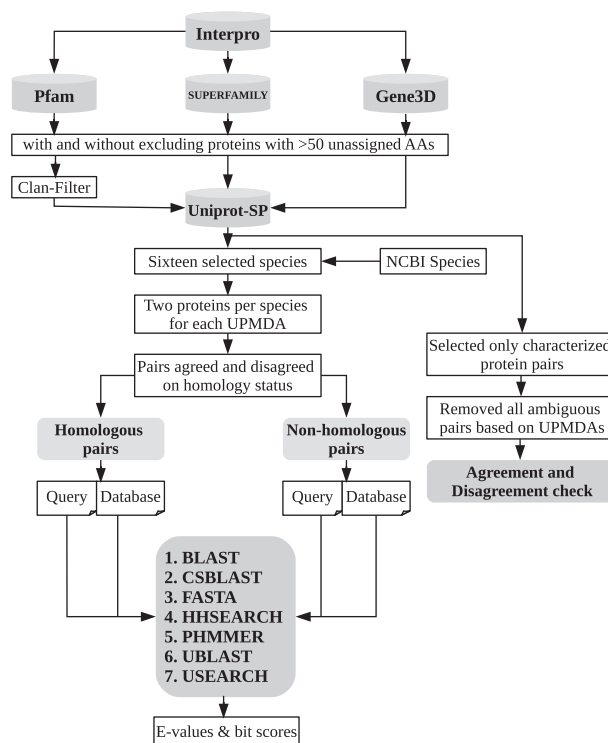 Interpro
Pfam
SUPERFAMILY
Gene3D
with and without excluding proteins with >50 unassigned AAs
Clan-Filter
Uniprot-SP
Sixteen selected species
NCBI Species
Two proteins per species
for each UPMDA
Selected only characterized
protein pairs
Pairs agreed and disagreed
on homology status
Removed all ambiguous
pairs based on UPMDAs
Homologous
pairs
Non-homologous
pairs
Agreement and
Disagreement check
Query
Database
Query
Database
1. BLAST
2. CSBLAST
3. FASTA
4. HHSEARCH
5. PHMMER
6. UBLAST
7. USEARCH
E-values & bit scores